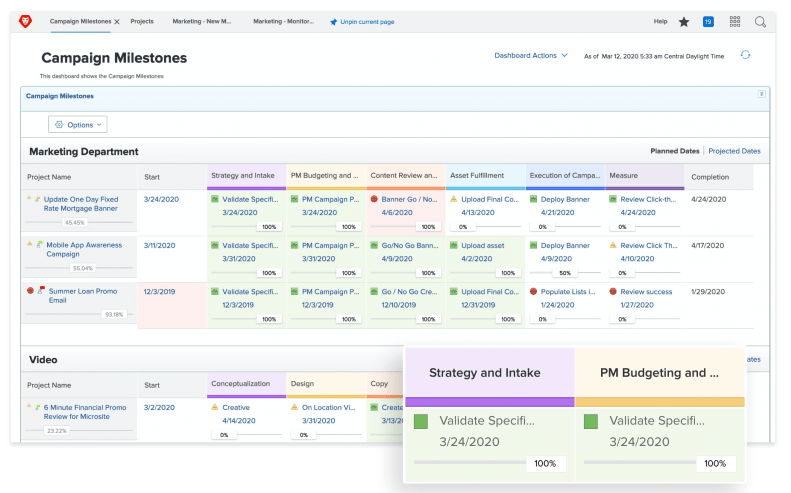 Campaign Milestones
Projects
Marketing - New M...
Marketing - Monitor...
Unpin current page
Help
19
Campaign Milestones
Dashboard Actions
As of Mar 12, 2020 5:33 am Central Daylight Time
This dashboard shows the Campaign Milestones
Campaign Milestones
Options
Marketing Department
Planned Dates | Projected Dates
Project Name
Start
Strategy and Intake
PM Budgeting and ...
Content Review an...
Asset Fulfillment
Execution of Campa...
Measure
Completion
Update One Day Fixed
Rate Mortgage Banner
45.45%
3/24/2020
Validate Specifi...
3/24/2020
100%
PM Campaign P...
3/24/2020
100%
Banner Go / No...
4/6/2020
100%
Upload Final Co...
4/13/2020
0%
Deploy Banner
4/21/2020
0%
Review Click-th...
4/24/2020
0%
4/24/2020
Mobile App Awareness
Campaign
55.04%
3/11/2020
Validate Specifi...
3/31/2020
100%
PM Campaign P...
3/31/2020
100%
Go/No Go Bann...
4/9/2020
100%
Upload asset
4/2/2020
100%
Deploy Banner
4/9/2020
50%
Review Click Th...
4/10/2020
0%
4/17/2020
Summer Loan Promo
Email
93.18%
12/3/2019
Validate Specifi...
12/3/2019
100%
PM Campaign P...
12/3/2019
100%
Go / No Go Cre...
12/10/2019
100%
Upload Final Co...
12/31/2019
100%
Populate Lists i...
1/24/2020
0%
Review success
1/27/2020
0%
1/29/2020
Video
ates
Project Name
Start
Conceptualization
Design
Copy
6 Minute Financial Promo
Review for Microsite
23.22%
3/2/2020
Creative
4/14/2020
0%
On Location Vi...
3/31/2020
0%
Create
3/13/20
Strategy and Intake
PM Budgeting and ...
Validate Specifi...
3/24/2020
100%
Validate Specifi...
3/24/2020
100%